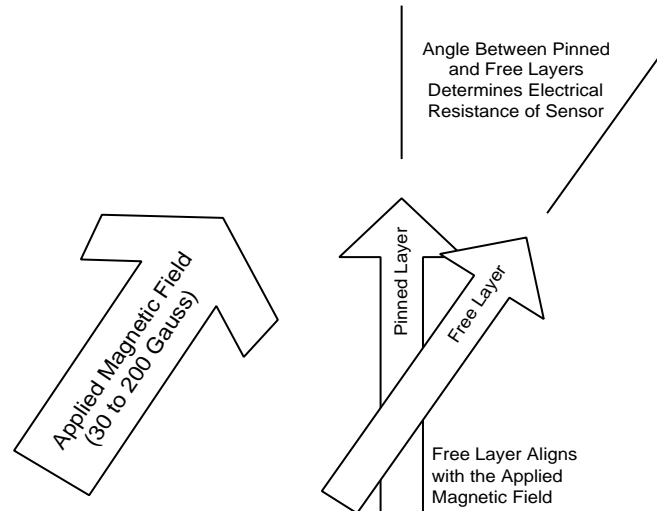 Angle Between Pinned
and Free Layers
Determines Electrical
Resistance of Sensor
Applied Magnetic Field
(30 to 200 Gauss)
Pinned Layer
Free Layer
Free Layer Aligns
with the Applied
Magnetic Field